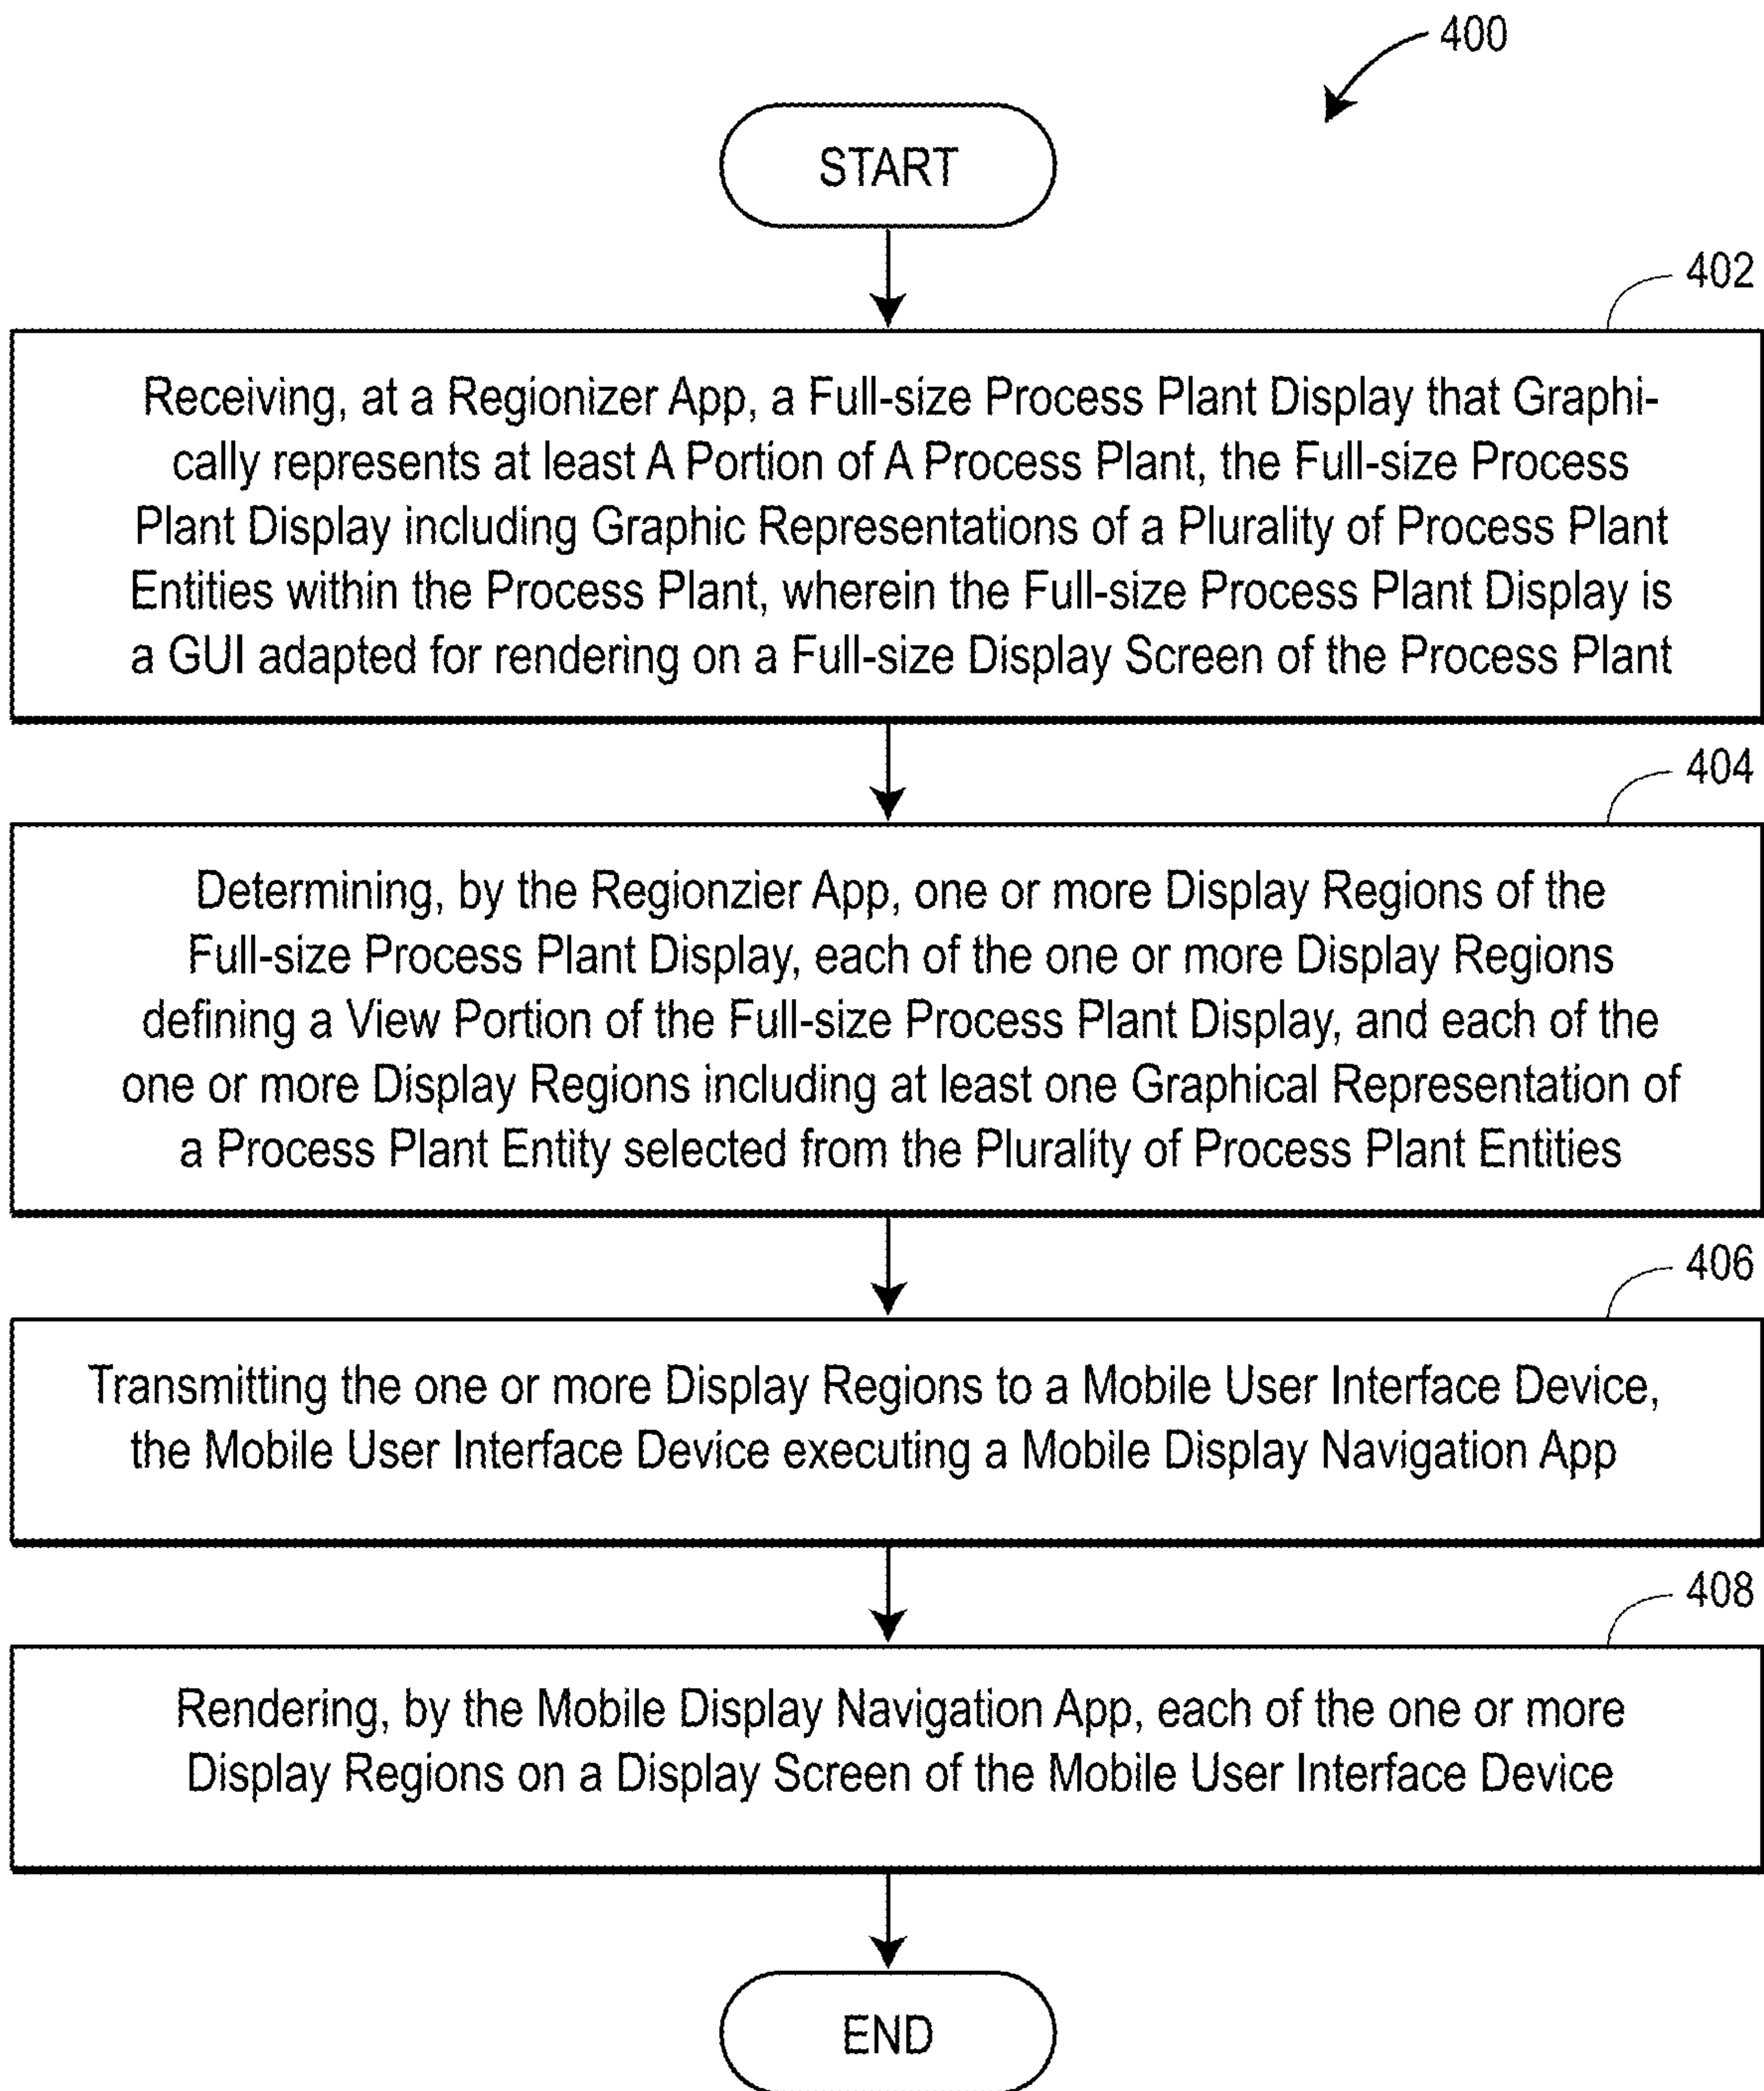 400
START
402
Receiving, at a Regionizer App, a Full-size Process Plant Display that Graphi-
cally represents at least A Portion of A Process Plant, the Full-size Process
Plant Display including Graphic Representations of a Plurality of Process Plant
Entities within the Process Plant, wherein the Full-size Process Plant Display is
a GUI adapted for rendering on a Full-size Display Screen of the Process Plant
404
Determining, by the Regionzier App, one or more Display Regions of the
Full-size Process Plant Display, each of the one or more Display Regions
defining a View Portion of the Full-size Process Plant Display, and each of the
one or more Display Regions including at least one Graphical Representation of
a Process Plant Entity selected from the Plurality of Process Plant Entities
406
Transmitting the one or more Display Regions to a Mobile User Interface Device,
the Mobile User Interface Device executing a Mobile Display Navigation App
408
Rendering, by the Mobile Display Navigation App, each of the one or more
Display Regions on a Display Screen of the Mobile User Interface Device
END